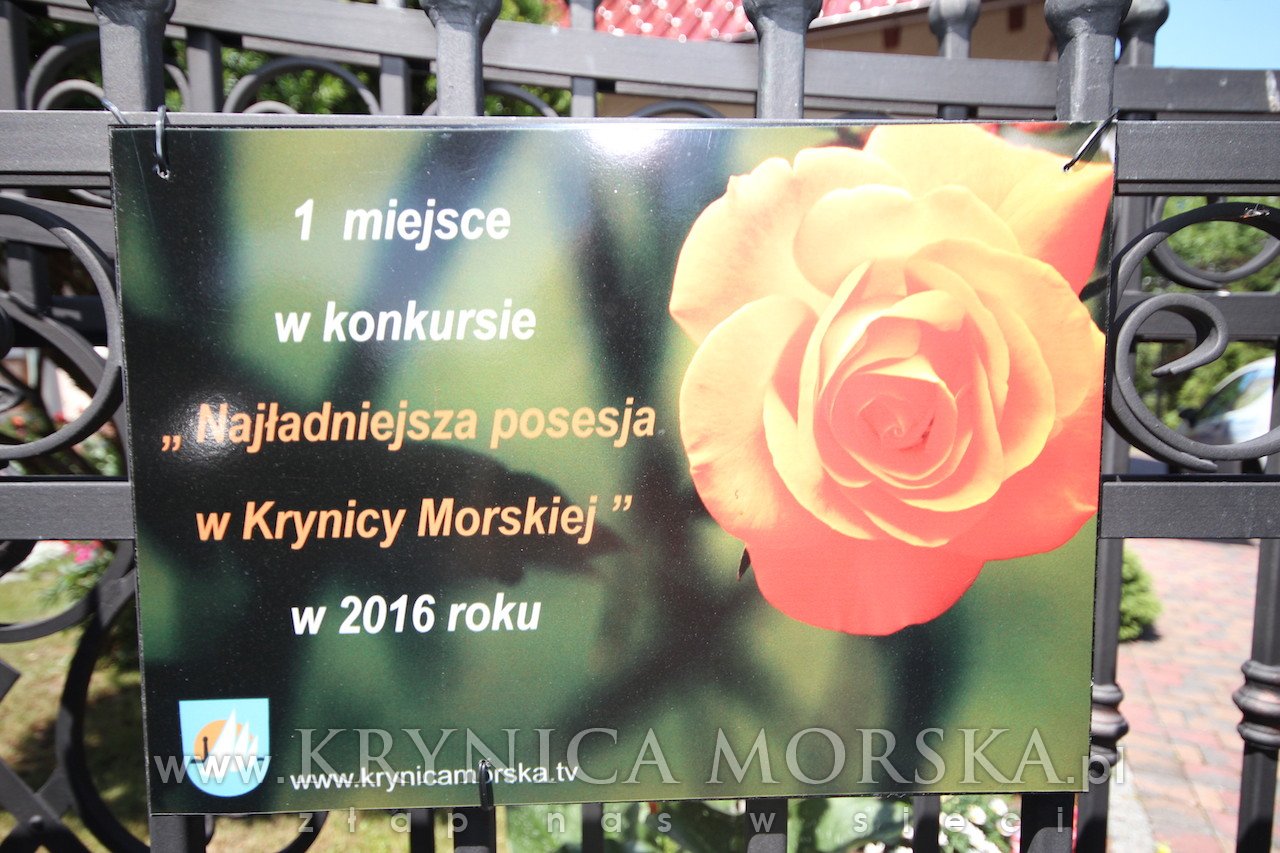 1 miejsce
w konkursie
„ Najładniejsza posesja
w Krynicy Morskiej ”
w 2016 roku
www.krynicamorska.tv
www.KRYNICA MORSKA.pl
złap nas w sieci